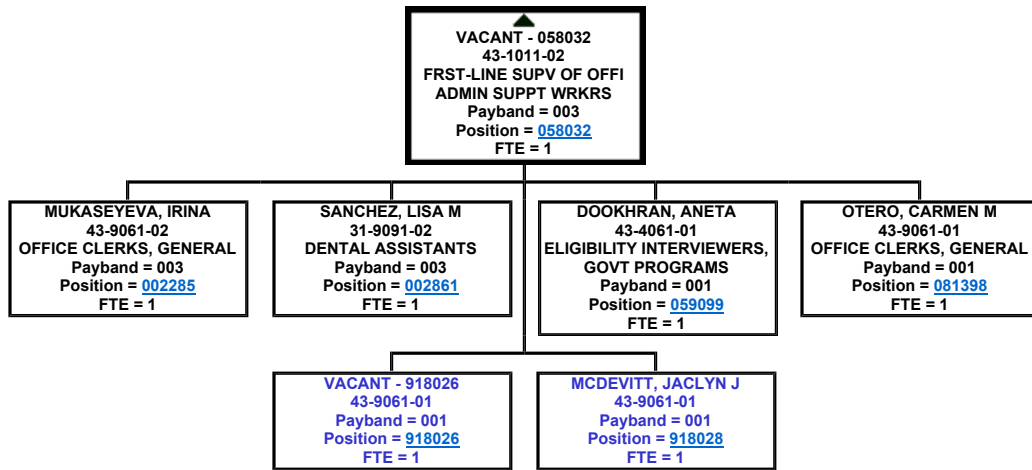 VACANT - 058032
43-1011-02
FRST-LINE SUPV OF OFFI
ADMIN SUPPT WRKRS
Payband = 003
Position = 058032
FTE = 1
MUKASEYEVA, IRINA
43-9061-02
OFFICE CLERKS, GENERAL
Payband = 003
Position = 002285
FTE = 1
SANCHEZ, LISA M
31-9091-02
DENTAL ASSISTANTS
Payband = 003
Position = 002861
FTE = 1
DOOKHRAN, ANETA
43-4061-01
ELIGIBILITY INTERVIEWERS,
GOVT PROGRAMS
Payband = 001
Position = 059099
FTE = 1
OTERO, CARMEN M
43-9061-01
OFFICE CLERKS, GENERAL
Payband = 001
Position = 081398
FTE = 1
VACANT - 918026
43-9061-01
Payband = 001
Position = 918026
FTE = 1
MCDEVITT, JACLYN J
43-9061-01
Payband = 001
Position = 918028
FTE = 1